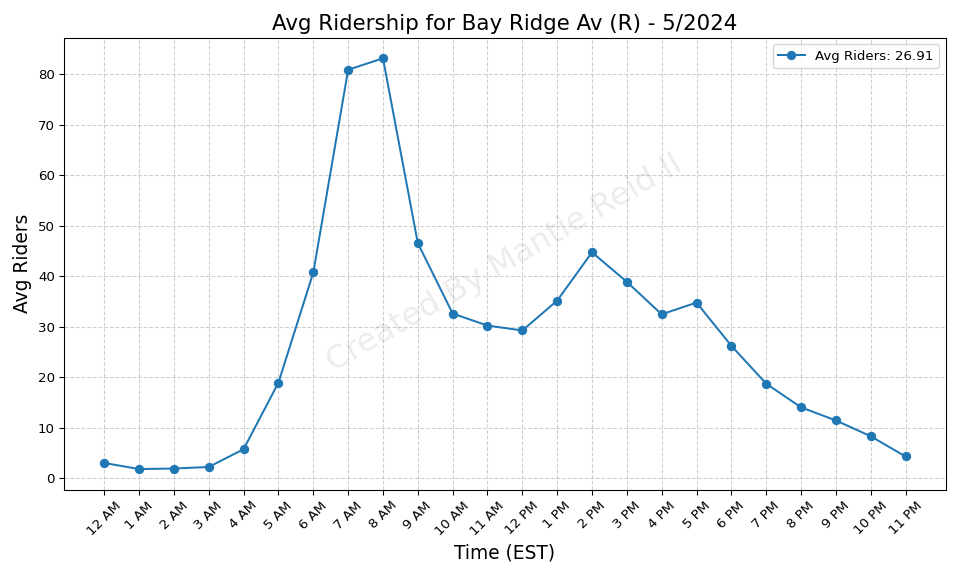 Avg Ridership for Bay Ridge Av (R) - 5/2024
Avg Riders: 26.91
80
70
60
50
40
30
20
10
0
Avg Riders
Created By Mantie Reid II
12 AM
1 AM
2 AM
3 AM
4 AM
5 AM
6 AM
7 AM
8 AM
9 AM
10 AM
11 AM
12 PM
1 PM
2 PM
3 PM
4 PM
5 PM
6 PM
7 PM
8 PM
9 PM
10 PM
11 PM
Time (EST)